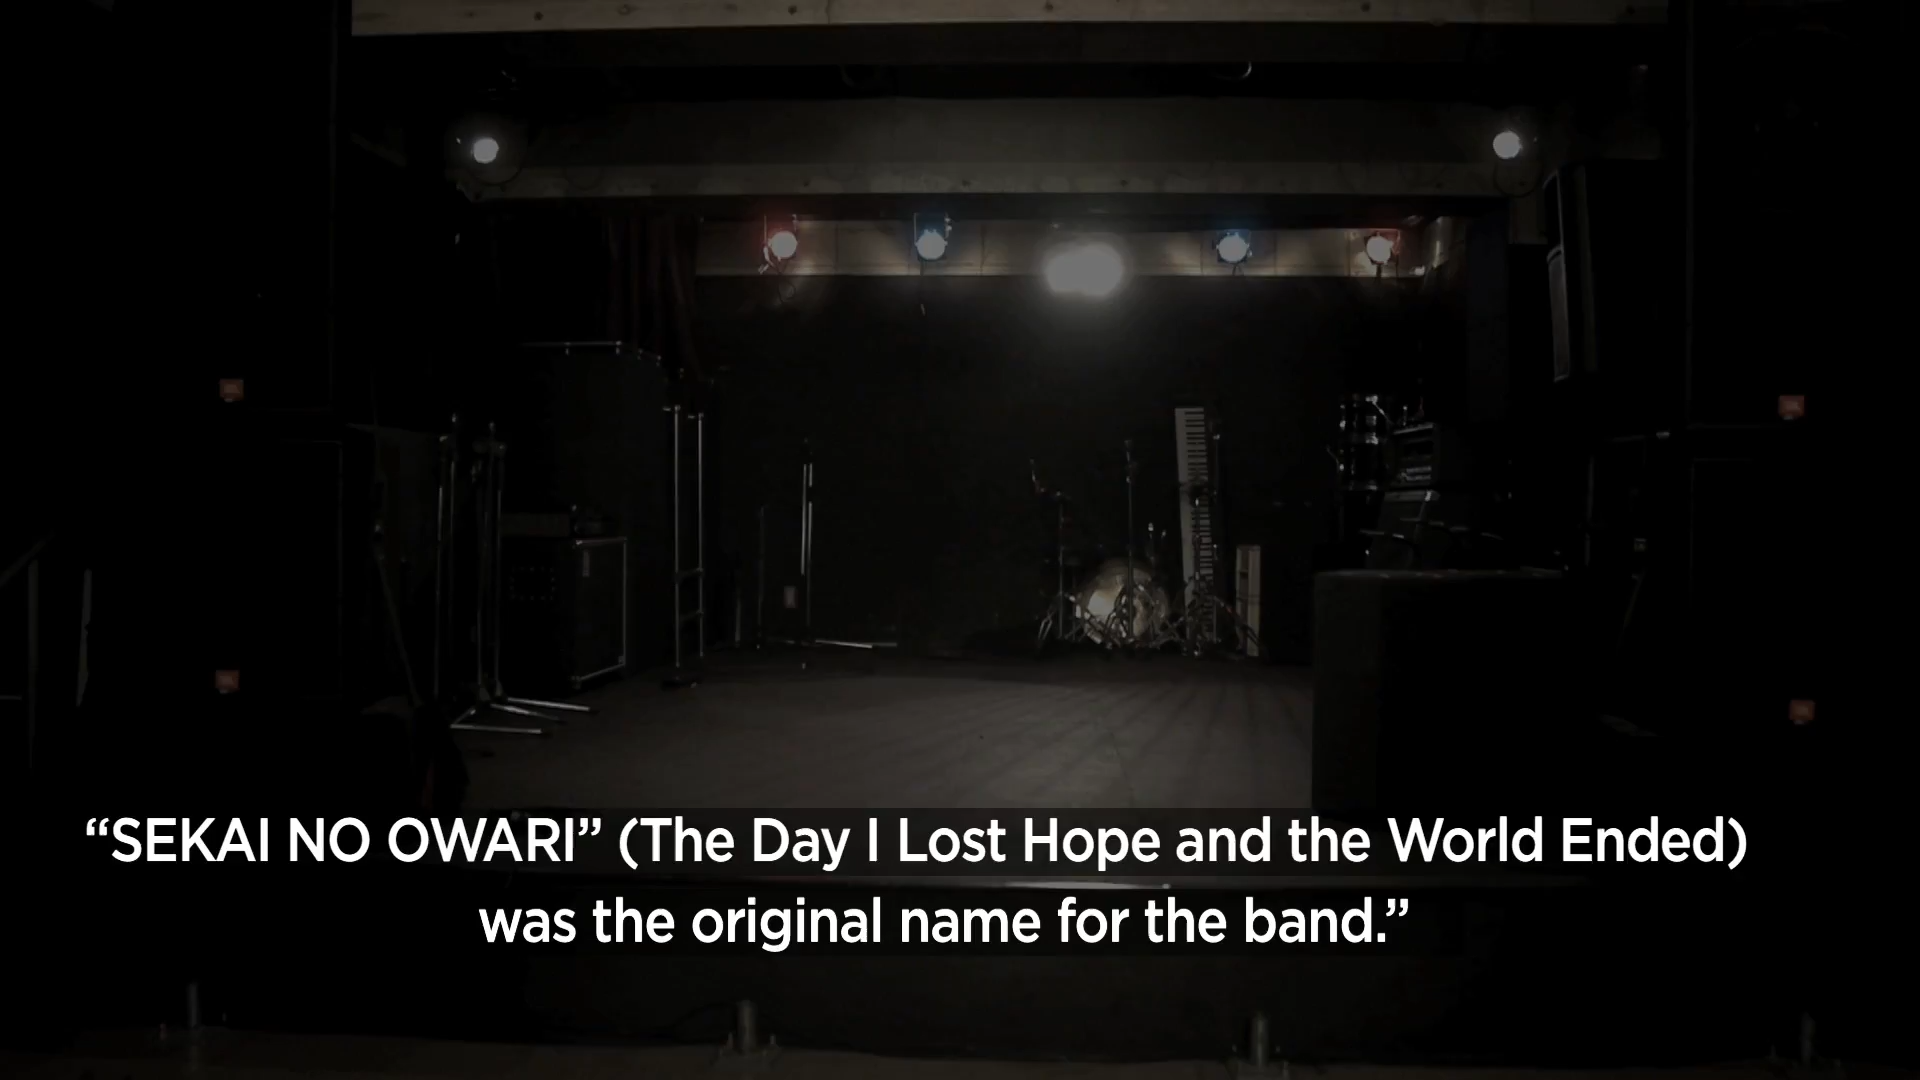 “SEKAI NO OWARI” (The Day I Lost Hope and the World Ended)
was the original name for the band.”